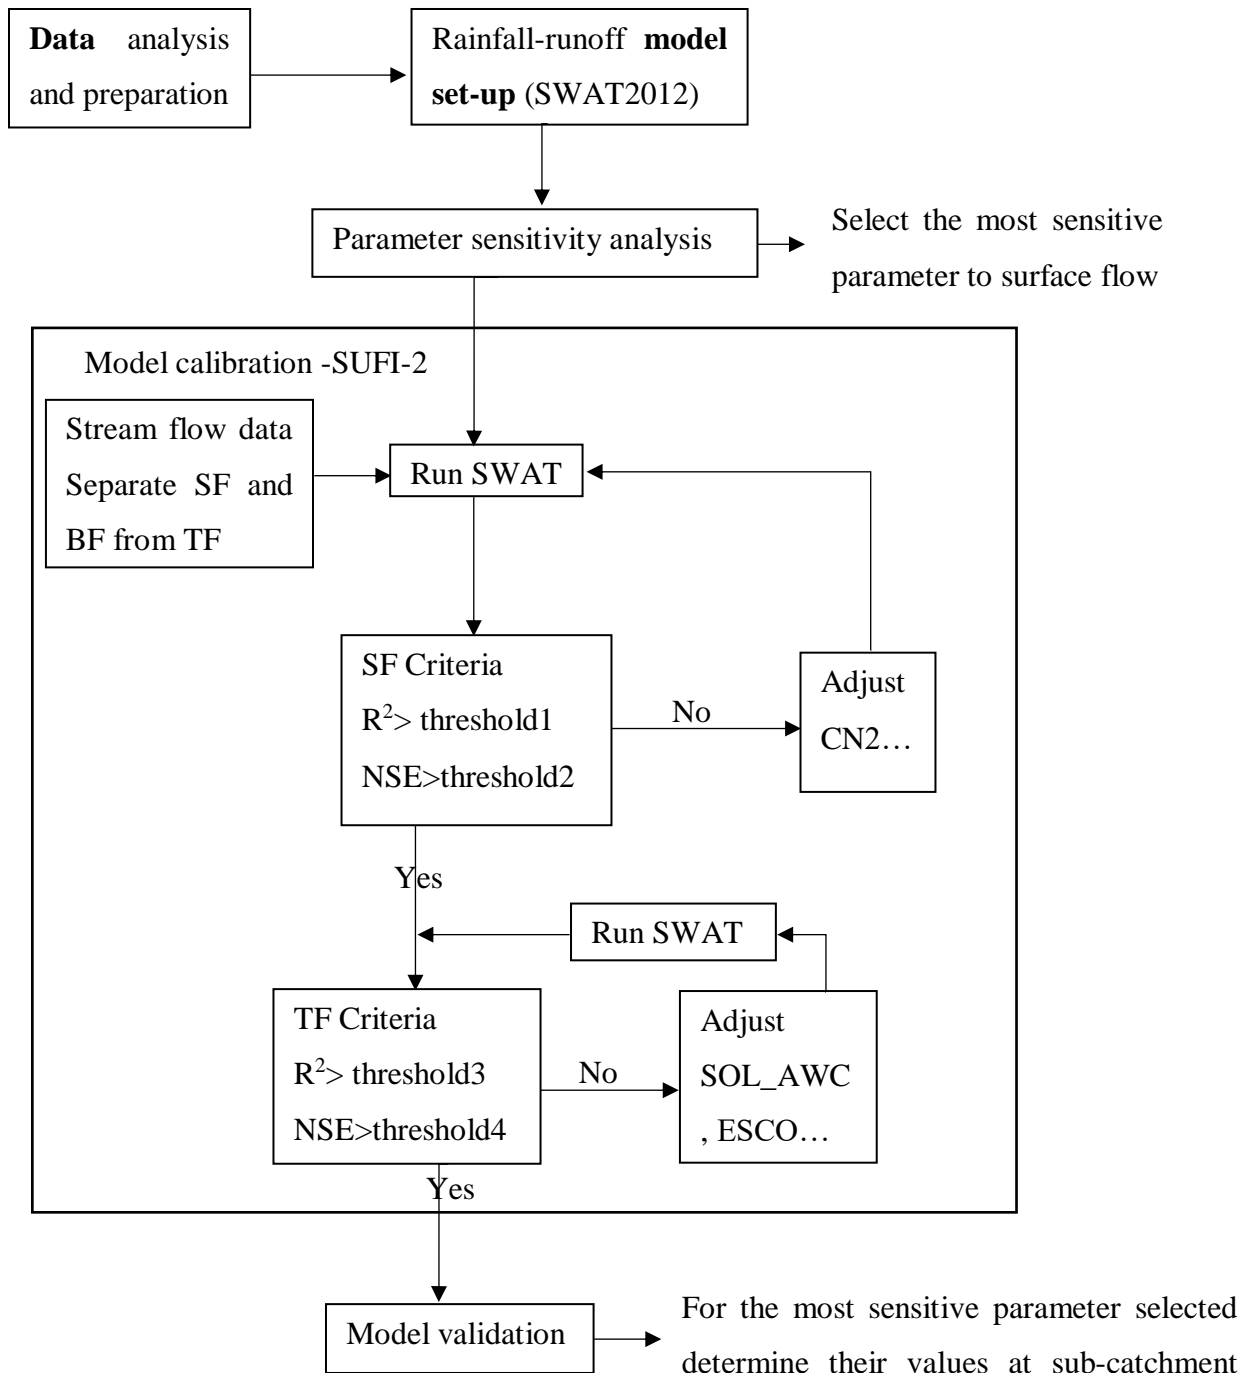 Data analysis
and preparation
Rainfall-runoff model
set-up (SWAT2012)
Parameter sensitivity analysis
Select the most sensitive
parameter to surface flow
Model calibration -SUFI-2
Stream flow data
Separate SF and
BF from TF
Run SWAT
SF Criteria
R²> threshold1
NSE>threshold2
No
Adjust
CN2…
Yes
Run SWAT
TF Criteria
R²> threshold3
NSE>threshold4
No
Adjust
SOL_AWC
, ESCO…
Yes
Model validation
For the most sensitive parameter selected
determine their values at sub-catchment